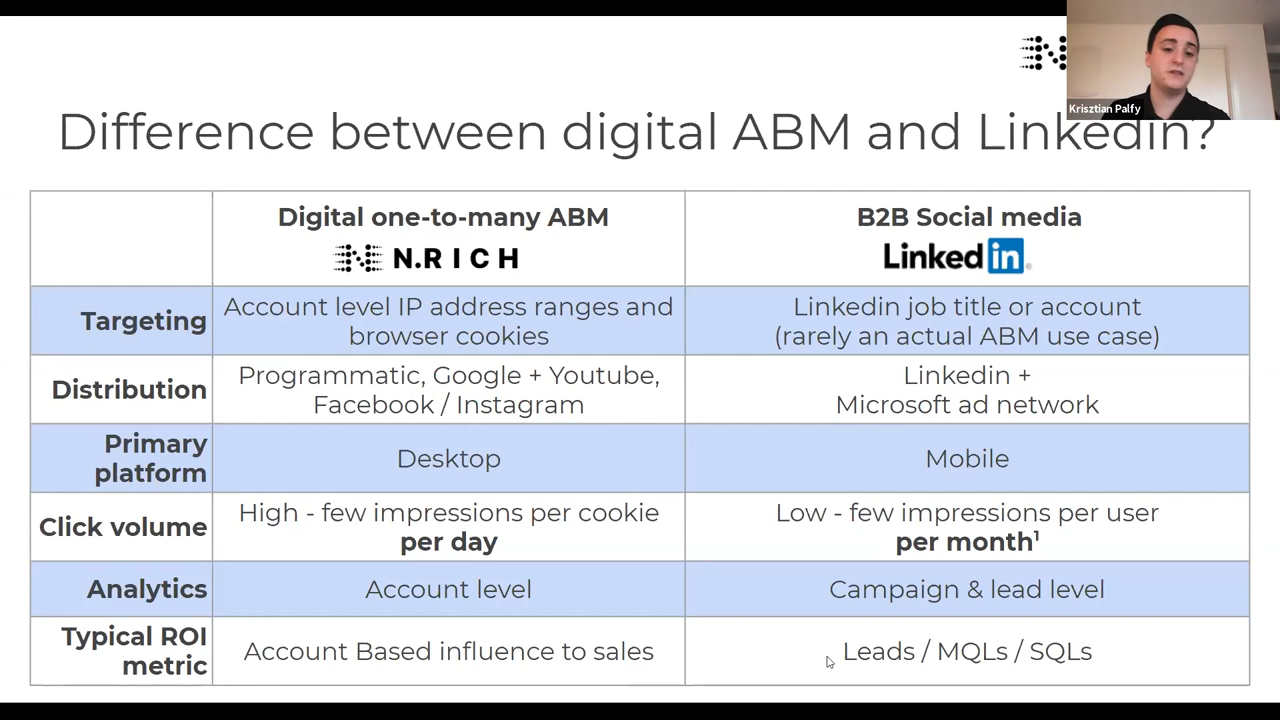 Krisztian Palfy
Difference between digital ABM and Linkedin?
Digital one-to-many ABM
N.RICH
B2B Social media
Linkedin
Targeting
Account level IP address ranges and
browser cookies
Linkedin job title or account
(rarely an actual ABM use case)
Distribution
Programmatic, Google + Youtube,
Facebook / Instagram
Linkedin +
Microsoft ad network
Primary
platform
Desktop
Mobile
Click volume
High - few impressions per cookie
per day
Low - few impressions per user
per month¹
Analytics
Account level
Campaign & lead level
Typical ROI
metric
Account Based influence to sales
Leads / MQLs / SQLs